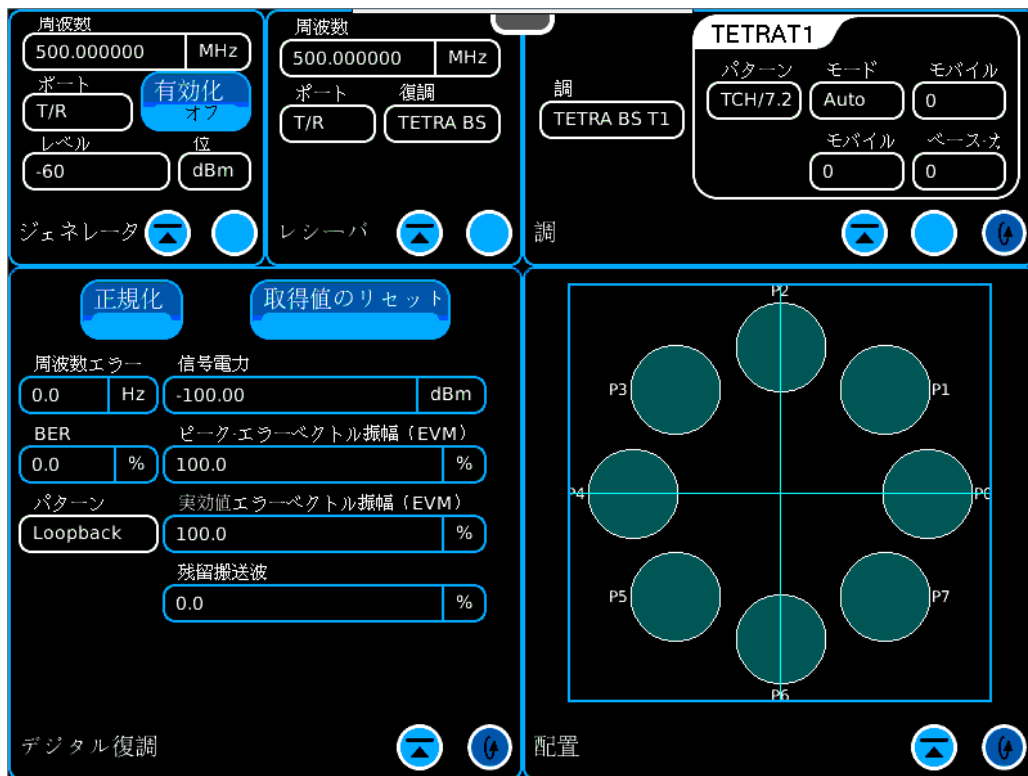 周波数
500.000000 MHz
ポート
有効化
オフ
T/R
レベル 位
-60 dBm
ジェネレータ
周波数
500.000000 MHz
ポート 復調
T/R TETRA BS
レシーバ
調
TETRA BS T1
TETRAT1
パターン モード モバイル
TCH/7.2 Auto 0
モバイル ベース·カ
0 0
調
正規化 取得値のリセット
周波数エラー 信号電力
0.0 Hz -100.00 dBm
BER ピーク·エラーベクトル振幅（EVM）
0.0 % 100.0 %
パターン 実効値エラーベクトル振幅（EVM）
Loopback 100.0 %
残留搬送波
0.0 %
デジタル復調
P2
P3 P1
P4 P0
P5 P7
P6
配置